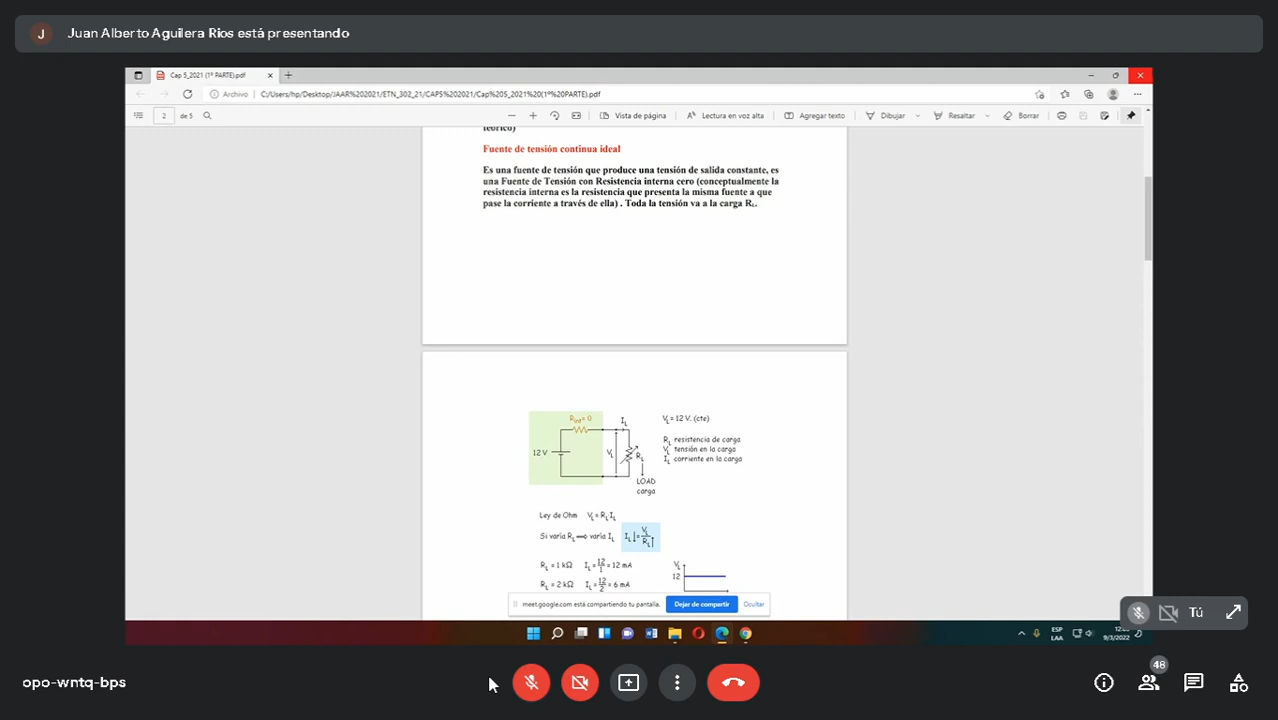 J Juan Alberto Aguilera Rios está presentando
Cap 5_2021 (1º PARTE).pdf
Archivo C:/Users/hp/Desktop/JAAR%202021/ETN_302_21/CAPS%202021/Cap%205_2021%20(1º%20PARTE).pdf
2 de 5 Vista de página Lectura en voz alta Agregar texto Dibujar Resaltar Borrar
teórico)
Fuente de tensión continua ideal
Es una fuente de tensión que produce una tensión de salida constante, es
una Fuente de Tensión con Resistencia interna cero (conceptualmente la
resistencia interna es la resistencia que presenta la misma fuente a que
pase la corriente a través de ella) . Toda la tensión va a la carga RL.
= 0 IL VL = 12 V. (cte)
RL resistencia de carga
12 V VL RL VL tensión en la carga
IL corriente en la carga
LOAD
carga
Ley de Ohm VL = RL·IL
Si varía RL ⟹ varía IL IL↓ = VL/RL↑
RL = 1 kΩ IL = 12/1 = 12 mA VL
12
RL = 2 kΩ IL = 12/2 = 6 mA
meet.google.com está compartiendo tu pantalla. Dejar de compartir Ocultar
Tú
ESP
LAA 9/3/2022
opo-wntq-bps
46